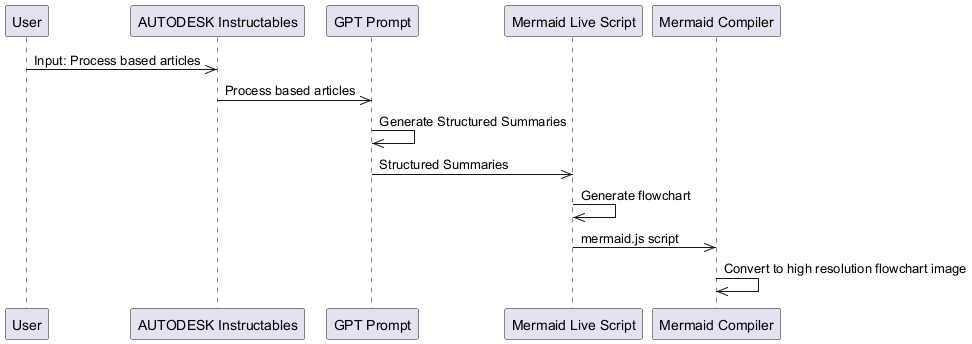 User
AUTODESK Instructables
GPT Prompt
Mermaid Live Script
Mermaid Compiler
Input: Process based articles
Process based articles
Generate Structured Summaries
Structured Summaries
Generate flowchart
mermaid.js script
Convert to high resolution flowchart image
User
AUTODESK Instructables
GPT Prompt
Mermaid Live Script
Mermaid Compiler